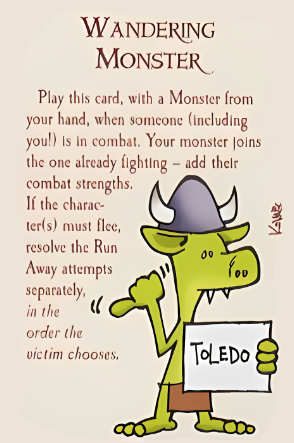 Wandering
Monster
Play this card, with a Monster from
your hand, when someone (including
you!) is in combat. Your monster joins
the one already fighting – add their
combat strengths.
If the charac-
ter(s) must flee,
resolve the Run
Away attempts
separately,
in the
order the
victim chooses.
TOLEDO